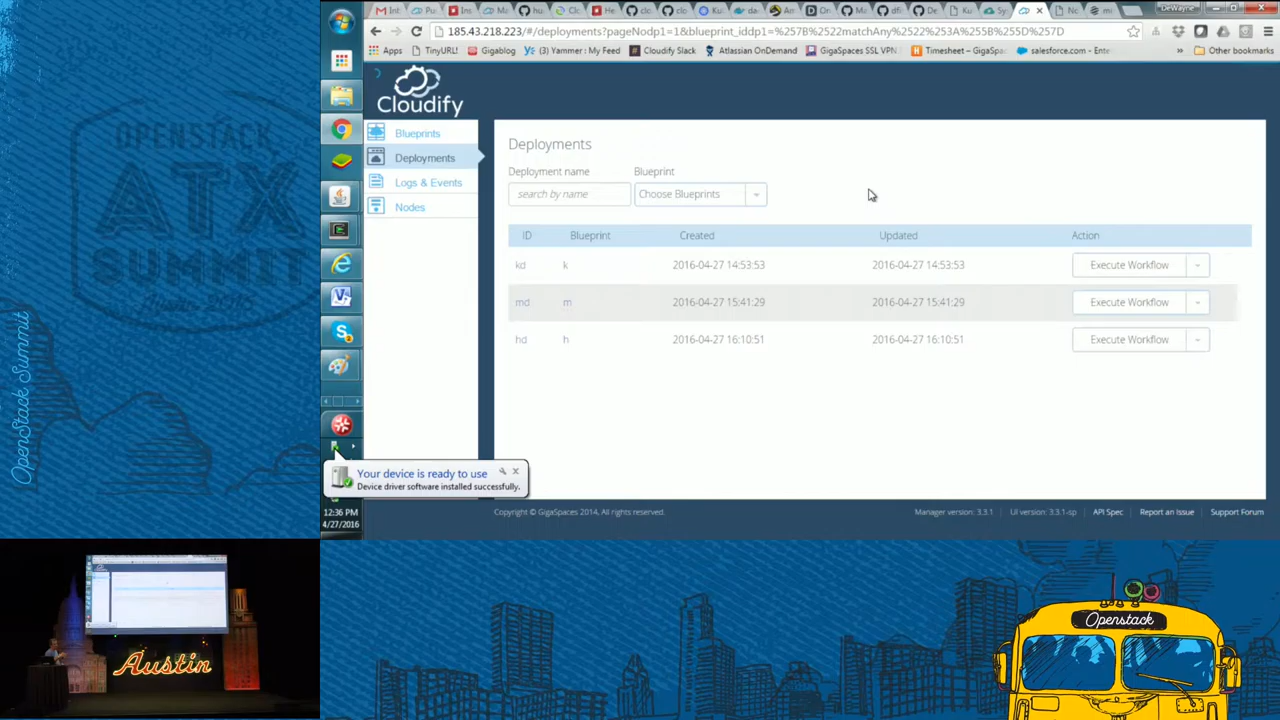 OPENSTACK
ATX
SUMMIT
Austin
OpenStack Summit
DeWayne
185.43.218.223/#/deployments?pageNodp1=1&blueprint_iddp1=%257B%2522matchAny%2522%253A%255B%255D%257D
Apps TinyURL! Gigablog (3) Yammer : My Feed Cloudify Slack Atlassian OnDemand GigaSpaces SSL VPN Timesheet – GigaSpa salesforce.com - Ente » Other bookmarks
Cloudify
Blueprints
Deployments
Logs & Events
Nodes
Deployments
Deployment name Blueprint
search by name Choose Blueprints
ID Blueprint Created Updated Action
kd k 2016-04-27 14:53:53 2016-04-27 14:53:53 Execute Workflow
md m 2016-04-27 15:41:29 2016-04-27 15:41:29 Execute Workflow
hd h 2016-04-27 16:10:51 2016-04-27 16:10:51 Execute Workflow
Your device is ready to use
Device driver software installed successfully.
12:36 PM
4/27/2016
Copyright © GigaSpaces 2014, All rights reserved. Manager version: 3.3.1 UI version: 3.3.1-sp API Spec Report an Issue Support Forum
Austin
Openstack